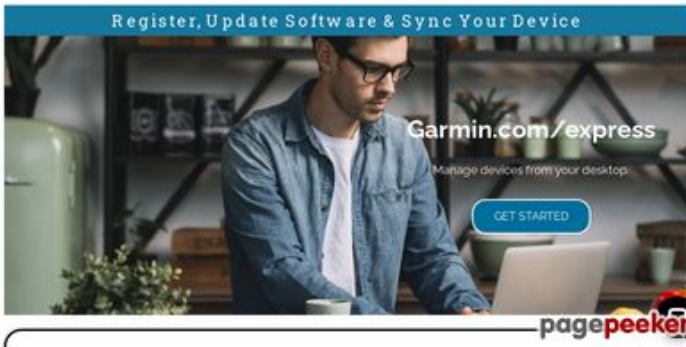 Register, Update Software & Sync Your Device
Garmin.com/express
Manage devices from your desktop.
GET STARTED
pagepeeker